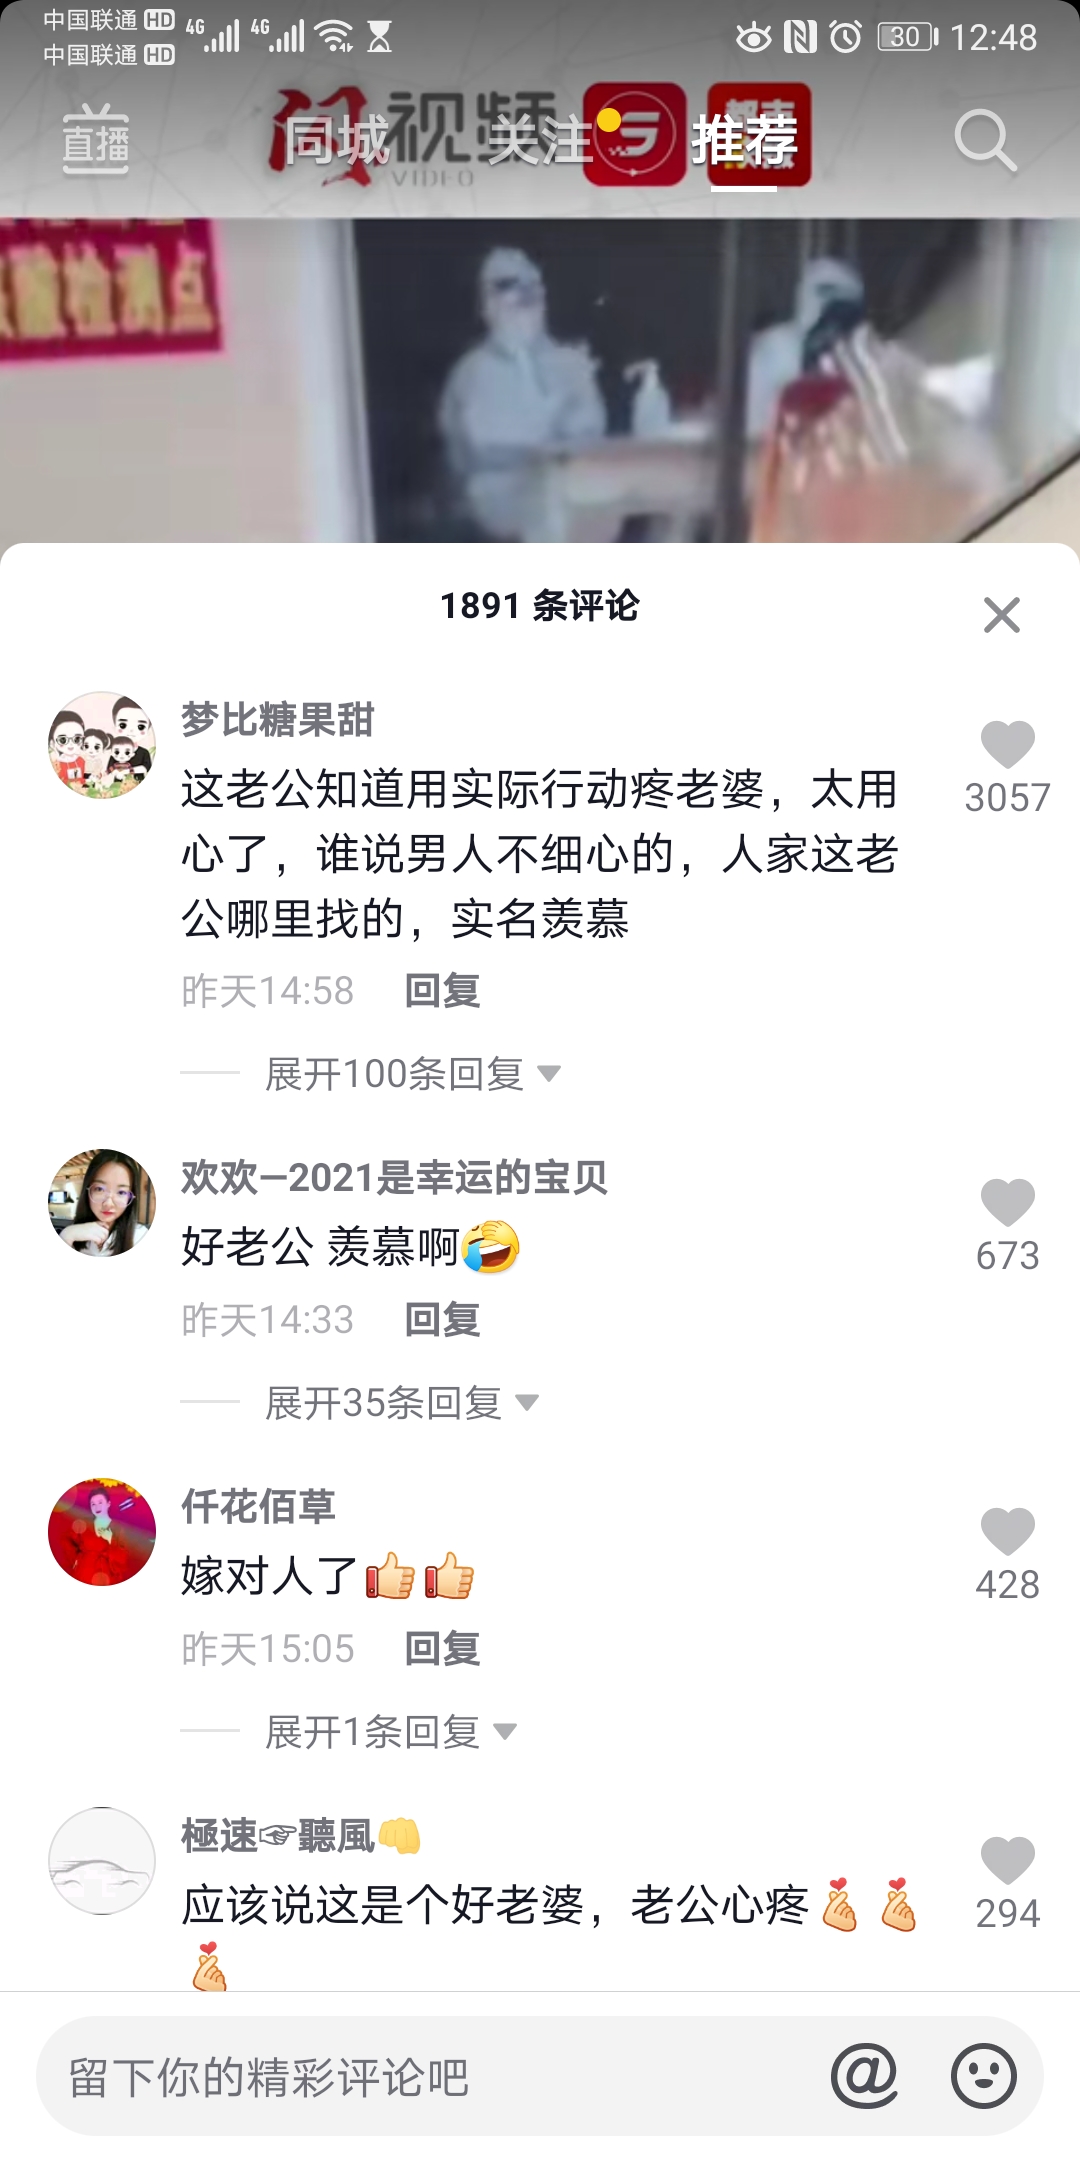 中国联通 HD 4G 4G 30 12:48
中国联通 HD
直播 同城 关注 推荐
视频
VIDEO
检测点
1891 条评论
梦比糖果甜
这老公知道用实际行动疼老婆，太用
心了，谁说男人不细心的，人家这老
公哪里找的，实名羡慕
3057
昨天14:58 回复
展开100条回复
欢欢—2021是幸运的宝贝
好老公 羡慕啊🤣
673
昨天14:33 回复
展开35条回复
仟花佰草
嫁对人了👍👍
428
昨天15:05 回复
展开1条回复
極速☞聽風👊
应该说这是个好老婆，老公心疼
294
留下你的精彩评论吧 @